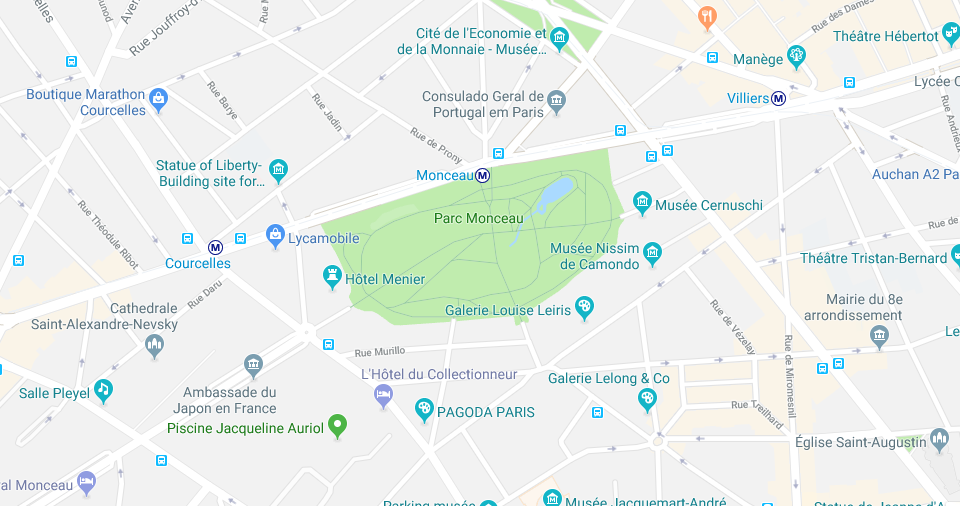 Courcelles
Rue Jouffroy-d
Aven
Cité de l'Economie et
de la Monnaie - Musée...
Rue des Dames
Théâtre Hébertot
Manège
Boutique Marathon
Courcelles
Rue Barye
Rue Jadin
Rue de Prony
Consulado Geral de
Portugal em Paris
Villiers
Lycée C
Rue Andrieux
Statue of Liberty-
Building site for...
Monceau
Auchan A2 Pa
Parc Monceau
Musée Cernuschi
Rue Théodule Ribot
Lycamobile
Courcelles
Rue de
Musée Nissim
de Camondo
Théâtre Tristan-Bernard
Hôtel Menier
Rue Daru
Cathedrale
Saint-Alexandre-Nevsky
Galerie Louise Leiris
Mairie du 8e
arrondissement
Rue de Vézelay
Rue de Miromesnil
Le
Rue Murillo
L'Hôtel du Collectionneur
Galerie Lelong & Co
Salle Pleyel
Ambassade du
Japon en France
PAGODA PARIS
Rue Treilhard
Piscine Jacqueline Auriol
Église Saint-Augustin
al Monceau
Parking musée
Musée Jacquemart-André
Statue de Jeanne d'A